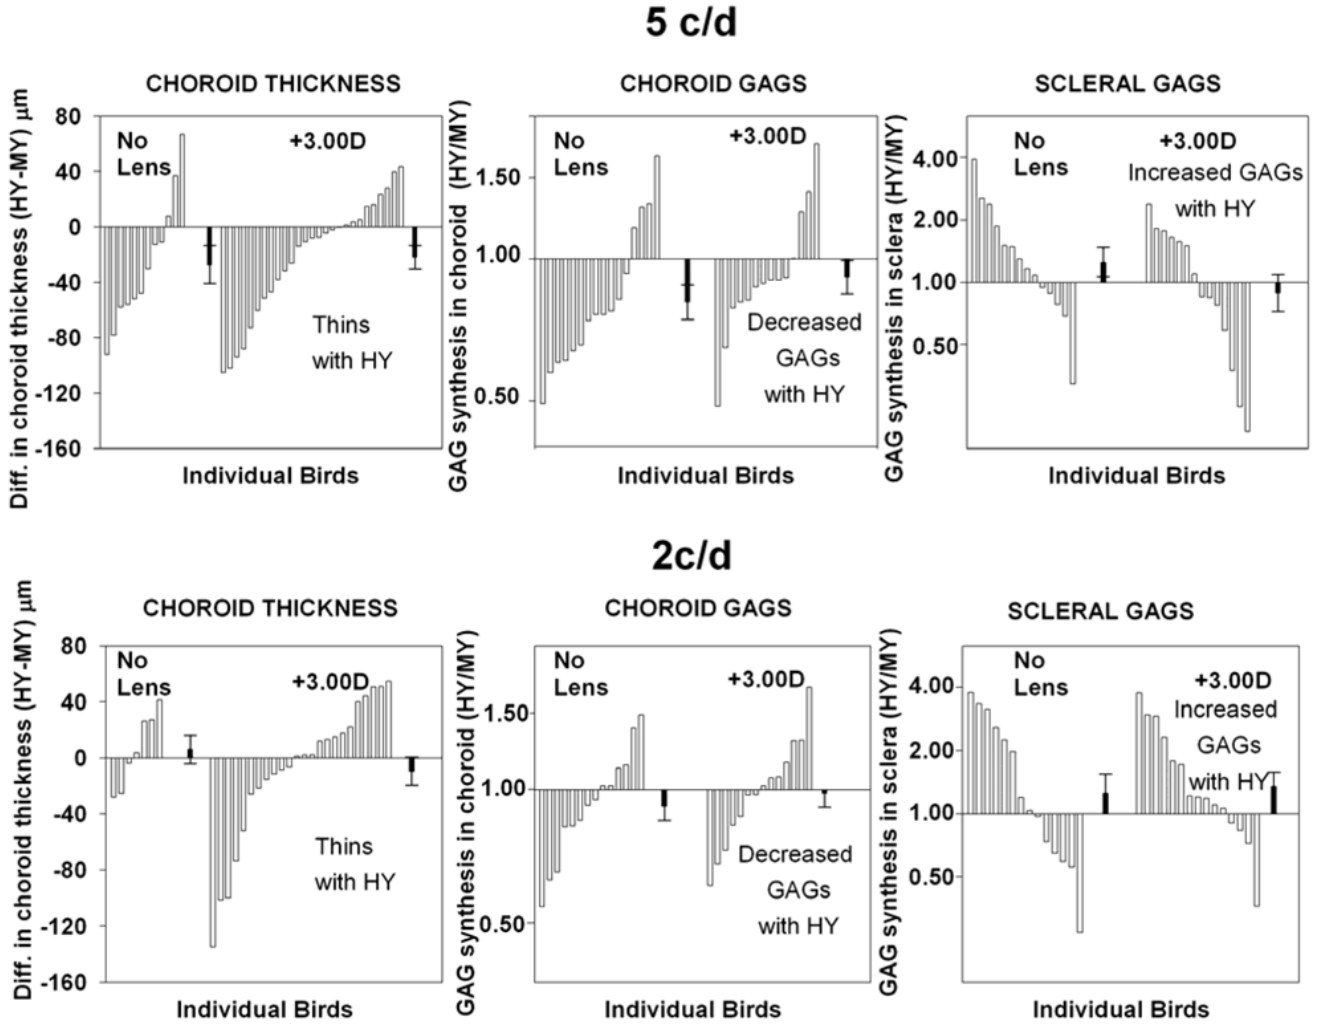 5 c/d
CHOROID THICKNESS
CHOROID GAGS
SCLERAL GAGS
Diff. in choroid thickness (HY-MY) μm
80
40
0
-40
-80
-120
-160
No
Lens
+3.00D
Thins
with HY
Individual Birds
GAG synthesis in choroid (HY/MY)
1.50
1.00
0.50
No
Lens
+3.00D
Decreased
GAGs
with HY
Individual Birds
GAG synthesis in sclera (HY/MY)
4.00
2.00
1.00
0.50
No
Lens
+3.00D
Increased GAGs
with HY
Individual Birds
2c/d
CHOROID THICKNESS
CHOROID GAGS
SCLERAL GAGS
Diff. in choroid thickness (HY-MY) μm
80
40
0
-40
-80
-120
-160
No
Lens
+3.00D
Thins
with HY
Individual Birds
GAG synthesis in choroid (HY/MY)
1.50
1.00
0.50
No
Lens
+3.00D
Decreased
GAGs
with HY
Individual Birds
GAG synthesis in sclera (HY/MY)
4.00
2.00
1.00
0.50
No
Lens
+3.00D
Increased
GAGs
with HY
Individual Birds